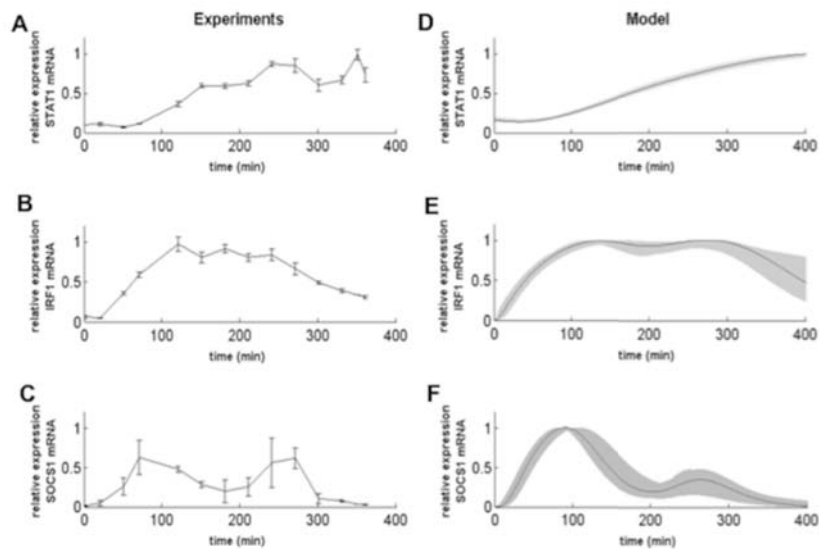 Experiments
Model
A
relative expression
STAT1 mRNA
1
0.5
0
0 100 200 300 400
time (min)
D
relative expression
STAT1 mRNA
1
0.5
0
0 100 200 300 400
time (min)
B
relative expression
IRF1 mRNA
1
0.5
0
0 100 200 300 400
time (min)
E
relative expression
IRF1 mRNA
1
0.5
0
0 100 200 300 400
time (min)
C
relative expression
SOCS1 mRNA
1
0.5
0
0 100 200 300 400
time (min)
F
relative expression
SOCS1 mRNA
1
0.5
0
0 100 200 300 400
time (min)